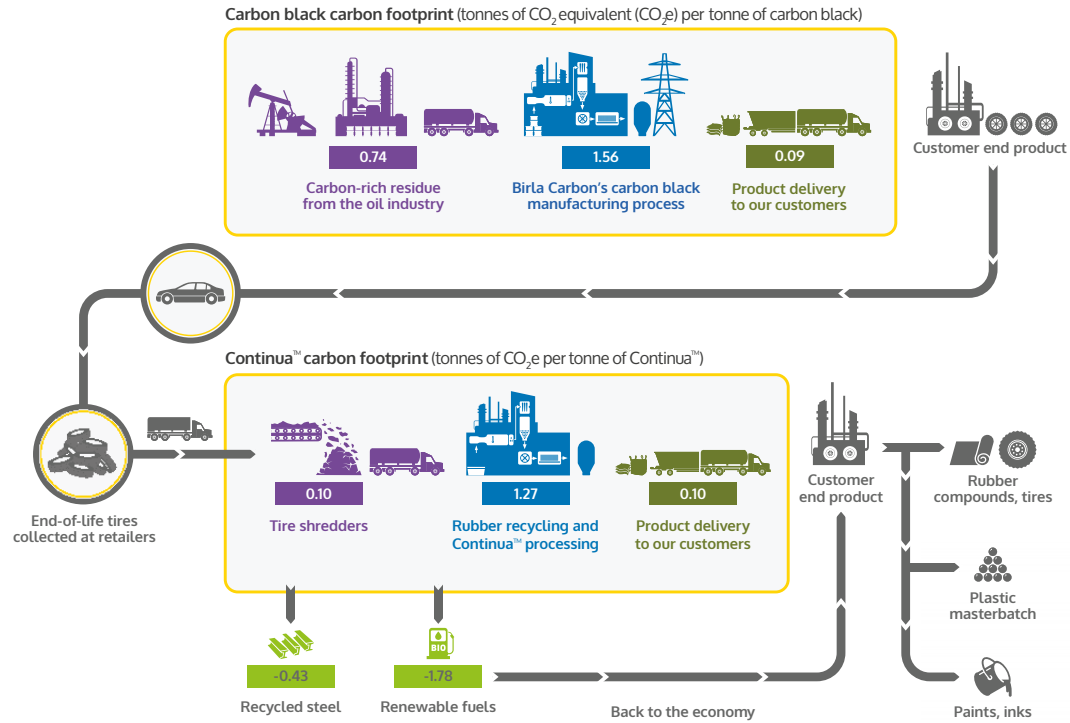 Carbon black carbon footprint (tonnes of CO₂ equivalent (CO₂e) per tonne of carbon black)
0.74
Carbon-rich residue
from the oil industry
1.56
Birla Carbon's carbon black
manufacturing process
0.09
Product delivery
to our customers
Customer end product
Continua™ carbon footprint (tonnes of CO₂e per tonne of Continua™)
End-of-life tires
collected at retailers
0.10
Tire shredders
1.27
Rubber recycling and
Continua™ processing
0.10
Product delivery
to our customers
Customer
end product
Rubber
compounds, tires
Plastic
masterbatch
Paints, inks
-0.43
Recycled steel
BIO
-1.78
Renewable fuels
Back to the economy